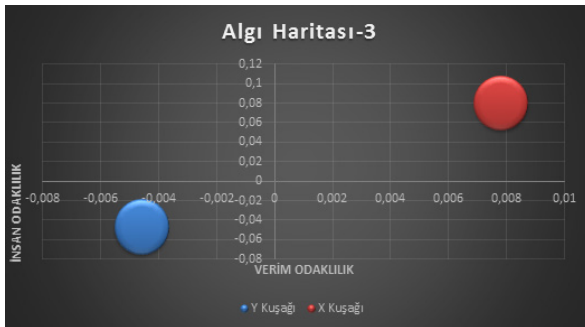 Algı Haritası-3
0,12
0,1
0,08
0,06
0,04
0,02
0
-0,02
-0,04
-0,06
-0,08
-0,008 -0,006 -0,004 -0,002 0 0,002 0,004 0,006 0,008 0,01
İNSAN ODAKLILIK
VERİM ODAKLILIK
Y Kuşağı X Kuşağı